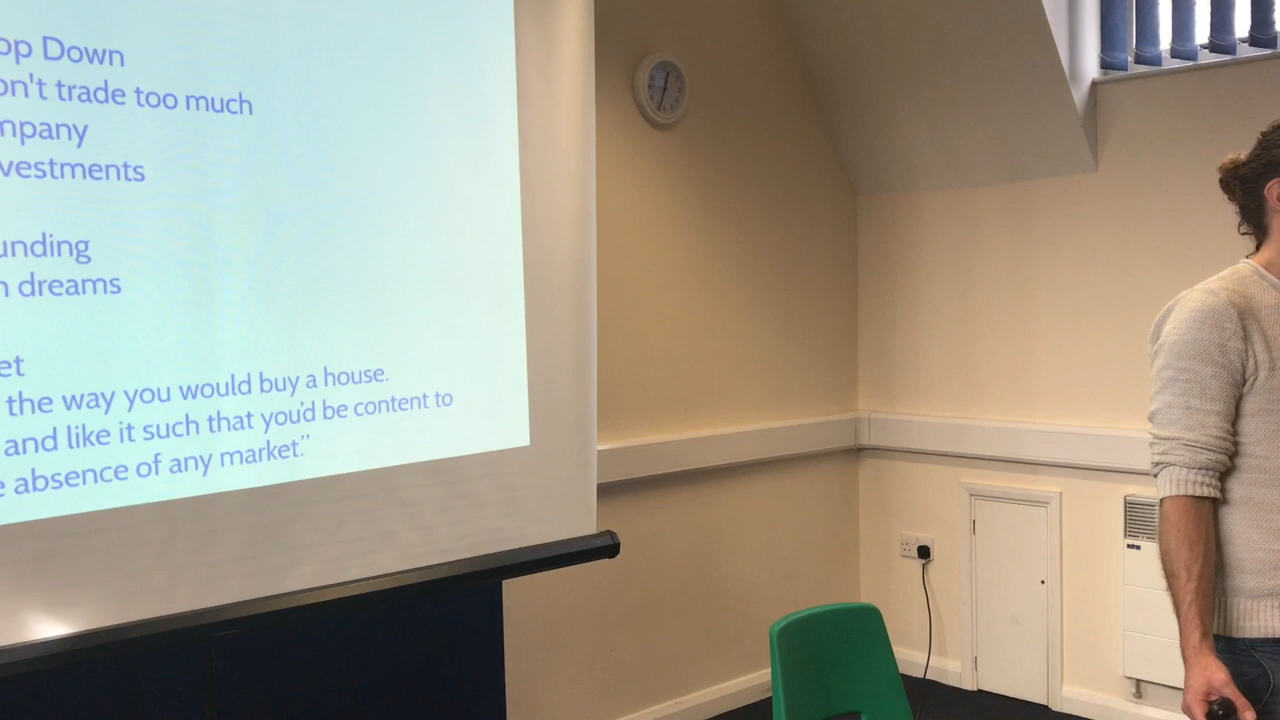 op Down
on't trade too much
mpany
vestments
unding
n dreams
et
the way you would buy a house.
and like it such that you'd be content to
e absence of any market.”